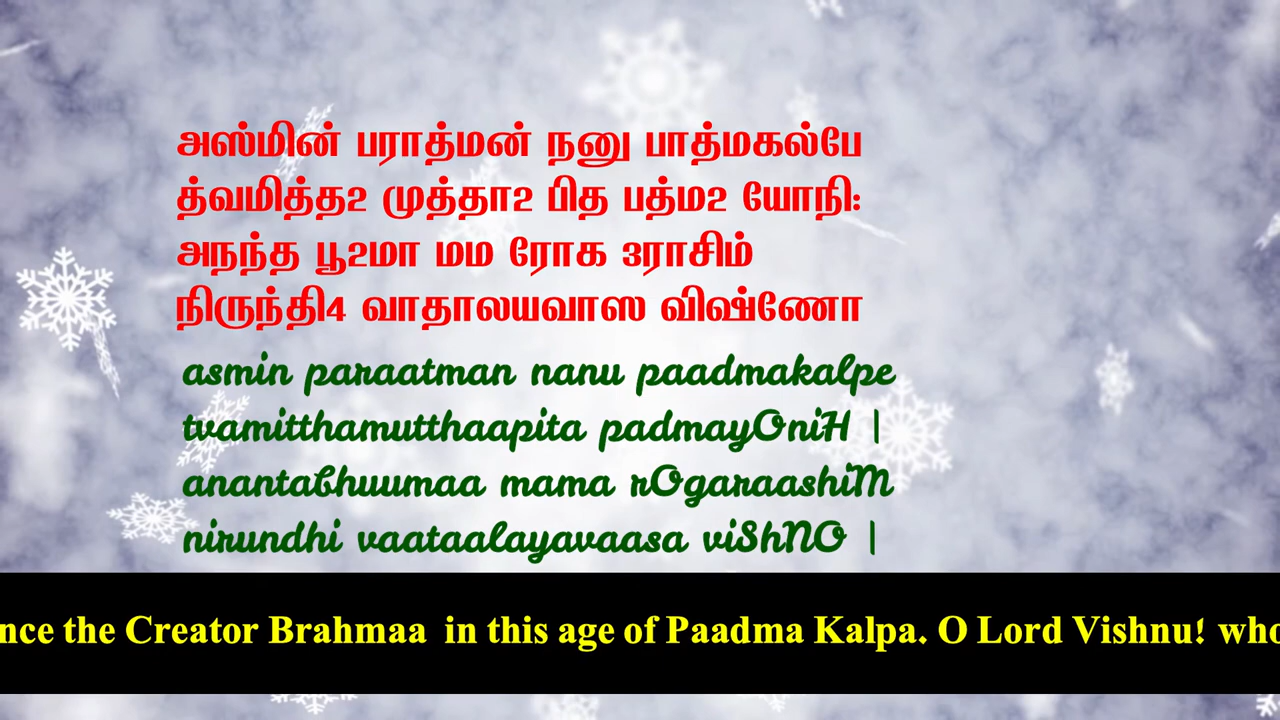 அஸ்மின் பராத்மன் நனு பாத்மகல்பே
த்வமித்த2 முத்தா2 பித பத்ம2 யோநி:
அநந்த பூ2மா மம ரோக 3ராசிம்
நிருந்தி4 வாதாலயவாஸ விஷ்ணோ
asmin paraatman nanu paadmakalpe
tvamitthamutthaapita padmayOniH |
anantabhuumaa mama rOgaraashiM
nirundhi vaataalayavaasa viShNO |
nce the Creator Brahmaa in this age of Paadma Kalpa. O Lord Vishnu! who